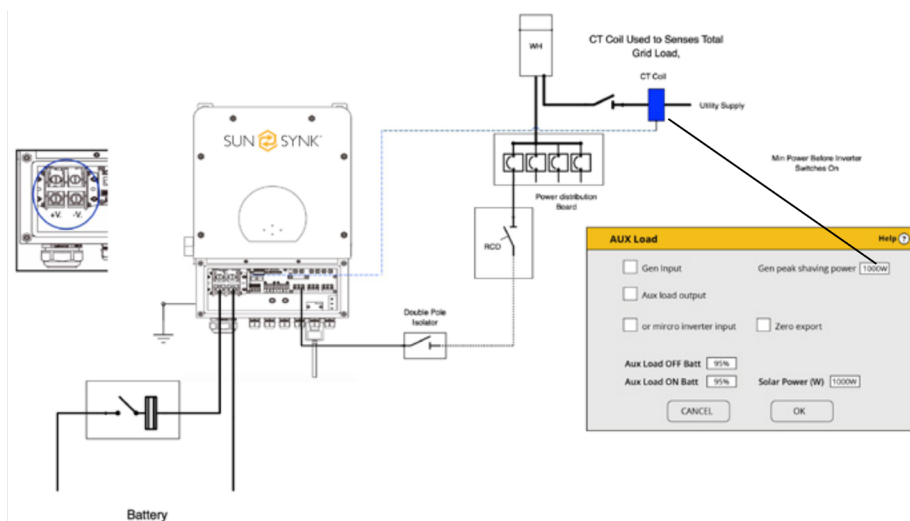 WH
CT Coil Used to Senses Total
Grid Load,
CT Coil
Utility Supply
SUN SYNK
+V. -V.
Min Power Before Inverter
Switches On
Power distribution
Board
RCD
AUX Load
Help ?
Gen Input
Gen peak shaving power 1000W
Aux load output
or mircro inverter input
Zero export
Double Pole
Isolator
Aux Load OFF Batt 95%
Aux Load ON Batt 95%
Solar Power (W) 1000W
CANCEL
OK
Battery